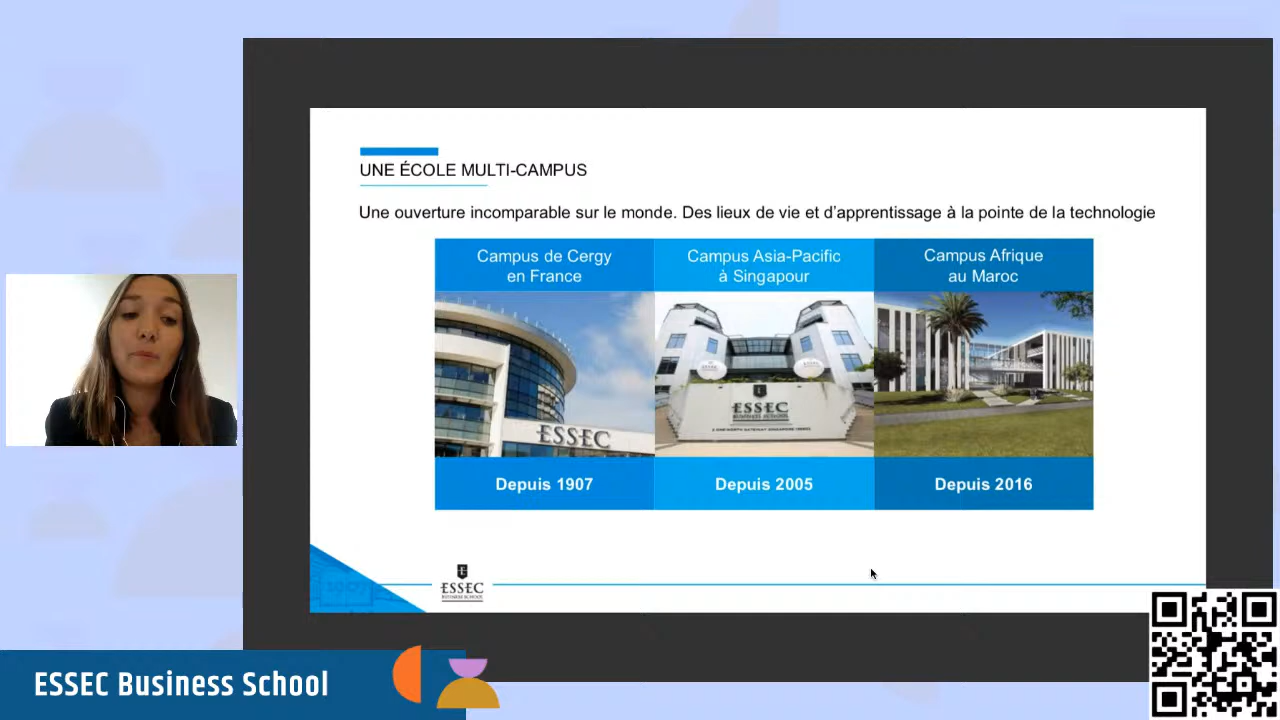 UNE ÉCOLE MULTI-CAMPUS
Une ouverture incomparable sur le monde. Des lieux de vie et d'apprentissage à la pointe de la technologie
Campus de Cergy
en France
Campus Asia-Pacific
à Singapour
Campus Afrique
au Maroc
ESSEC
ESSEC
BUSINESS SCHOOL
Depuis 1907
Depuis 2005
Depuis 2016
ESSEC
BUSINESS SCHOOL
ESSEC Business School